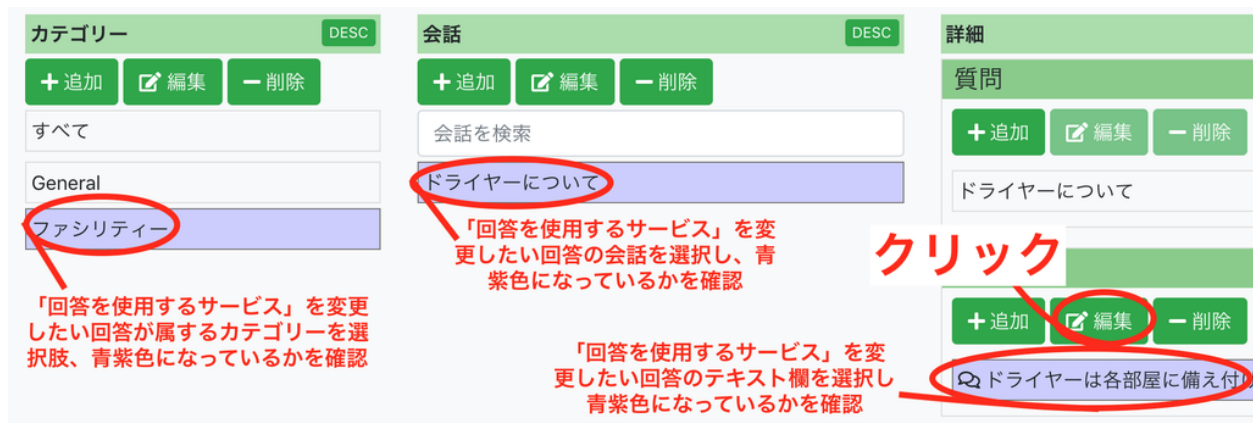 カテゴリー
DESC
追加
編集
削除
すべて
General
ファシリティー
「回答を使用するサービス」を変更
したい回答が属するカテゴリーを選
択肢、青紫色になっているかを確認
会話
DESC
追加
編集
削除
会話を検索
ドライヤーについて
「回答を使用するサービス」を変
更したい回答の会話を選択し、青
紫色になっているかを確認
詳細
質問
追加
編集
削除
ドライヤーについて
クリック
追加
編集
削除
ドライヤーは各部屋に備え付け
「回答を使用するサービス」を変
更したい回答のテキスト欄を選択し
青紫色になっているかを確認